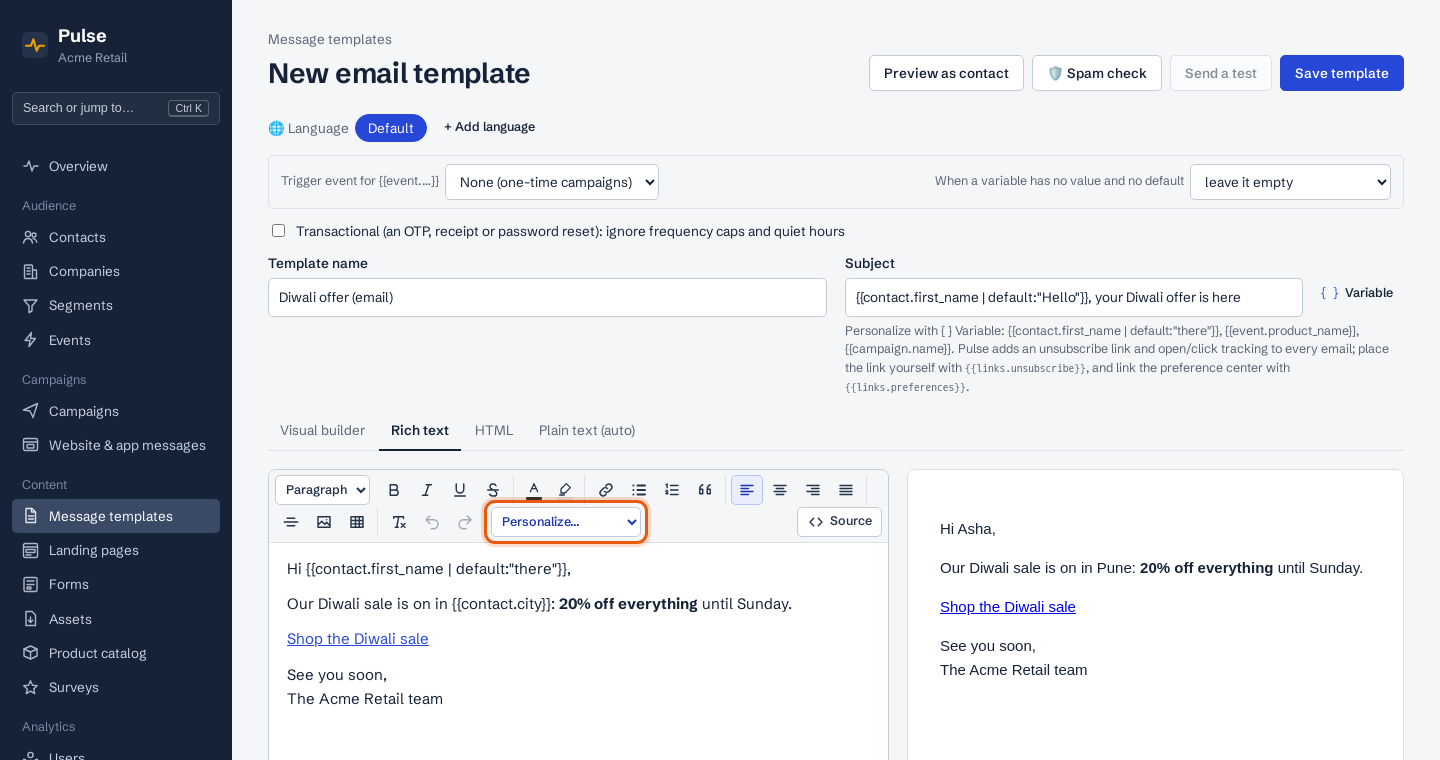 Pulse
Acme Retail
Search or jump to…
Ctrl K
Overview
Audience
Contacts
Companies
Segments
Events
Campaigns
Campaigns
Website & app messages
Content
Message templates
Landing pages
Forms
Assets
Product catalog
Surveys
Analytics
Users
Message templates
New email template
Preview as contact
🛡️ Spam check
Send a test
Save template
🌐 Language
Default
+ Add language
Trigger event for {{event.…}}
None (one-time campaigns)
When a variable has no value and no default
leave it empty
Transactional (an OTP, receipt or password reset): ignore frequency caps and quiet hours
Template name
Diwali offer (email)
Subject
{{contact.first_name | default:"Hello"}}, your Diwali offer is here
{ } Variable
Personalize with { } Variable: {{contact.first_name | default:"there"}}, {{event.product_name}},
{{campaign.name}}. Pulse adds an unsubscribe link and open/click tracking to every email; place
the link yourself with {{links.unsubscribe}}, and link the preference center with
{{links.preferences}}.
Visual builder
Rich text
HTML
Plain text (auto)
Paragraph
Personalize…
Source
Hi {{contact.first_name | default:"there"}},
Our Diwali sale is on in {{contact.city}}: 20% off everything until Sunday.
Shop the Diwali sale
See you soon,
The Acme Retail team
Hi Asha,
Our Diwali sale is on in Pune: 20% off everything until Sunday.
Shop the Diwali sale
See you soon,
The Acme Retail team